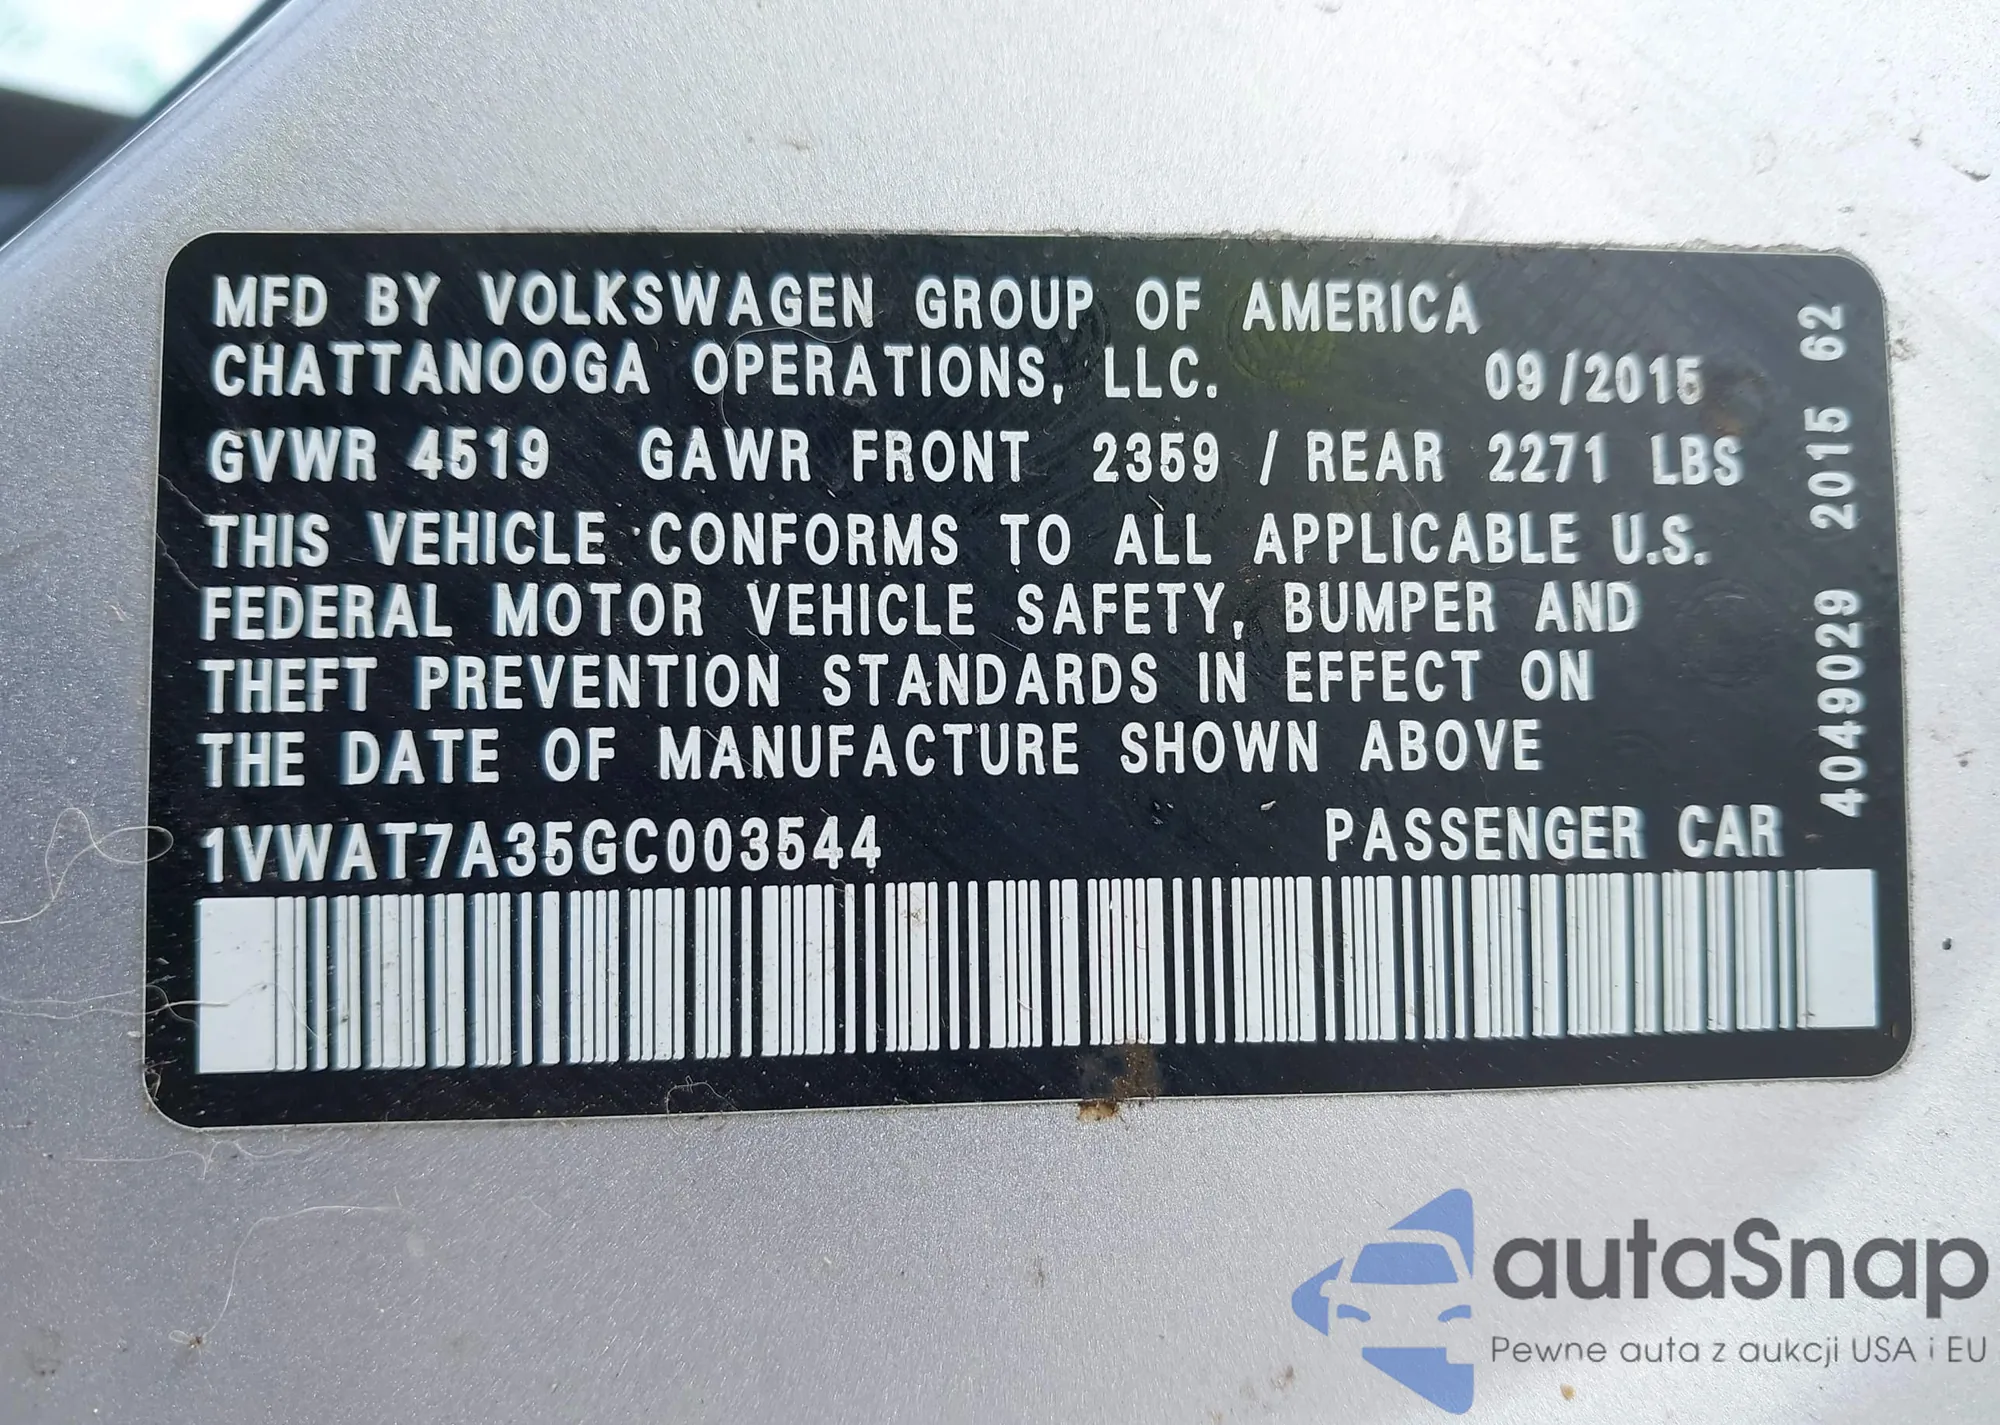 MFD BY VOLKSWAGEN GROUP OF AMERICA
CHATTANOOGA OPERATIONS, LLC. 09/2015
GVWR 4519 GAWR FRONT 2359 / REAR 2271 LBS
THIS VEHICLE CONFORMS TO ALL APPLICABLE U.S.
FEDERAL MOTOR VEHICLE SAFETY, BUMPER AND
THEFT PREVENTION STANDARDS IN EFFECT ON
THE DATE OF MANUFACTURE SHOWN ABOVE
1VWAT7A35GC003544 PASSENGER CAR
4049029 2015 62
autaSnap
Pewne auta z aukcji USA i EU